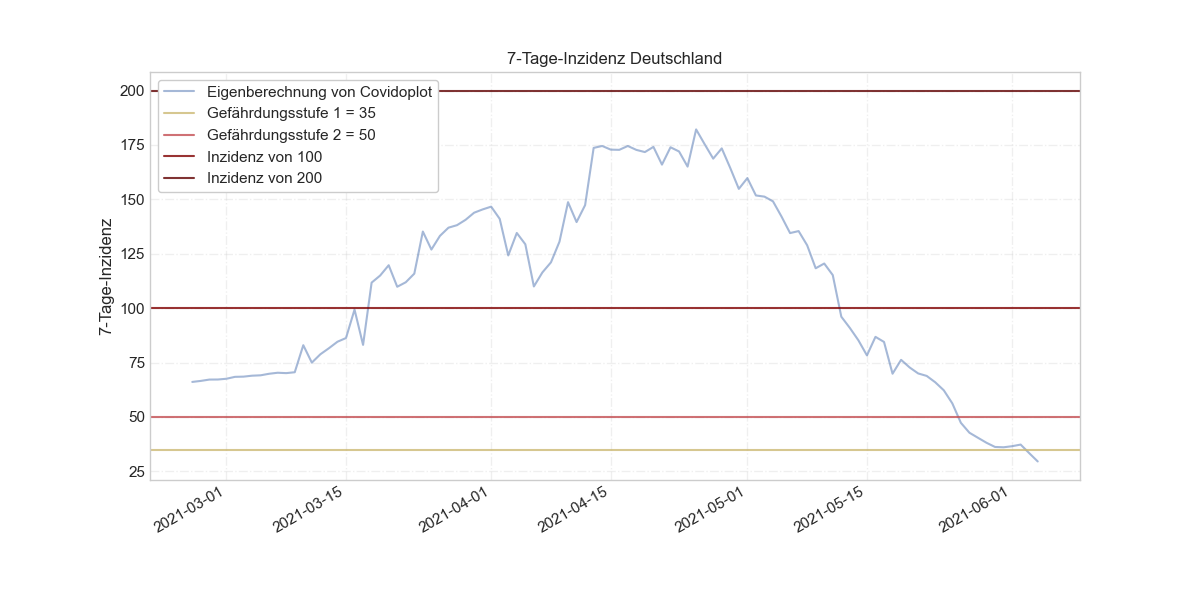 7-Tage-Inzidenz Deutschland
Eigenberechnung von Covidoplot
Gefährdungsstufe 1 = 35
Gefährdungsstufe 2 = 50
Inzidenz von 100
Inzidenz von 200
7-Tage-Inzidenz
200
175
150
125
100
75
50
25
2021-03-01
2021-03-15
2021-04-01
2021-04-15
2021-05-01
2021-05-15
2021-06-01